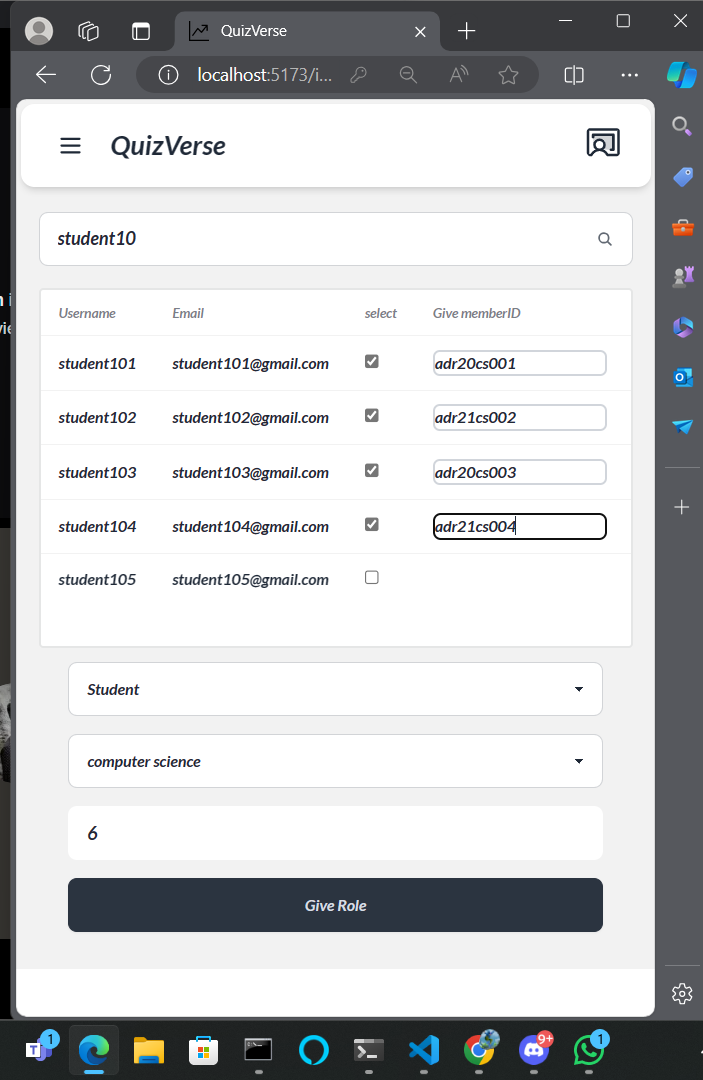 QuizVerse
localhost:5173/i...
QuizVerse
student10
Username Email select Give memberID
student101 student101@gmail.com adr20cs001
student102 student102@gmail.com adr21cs002
student103 student103@gmail.com adr20cs003
student104 student104@gmail.com adr21cs004
student105 student105@gmail.com
Student
computer science
6
Give Role
1 9+ 1